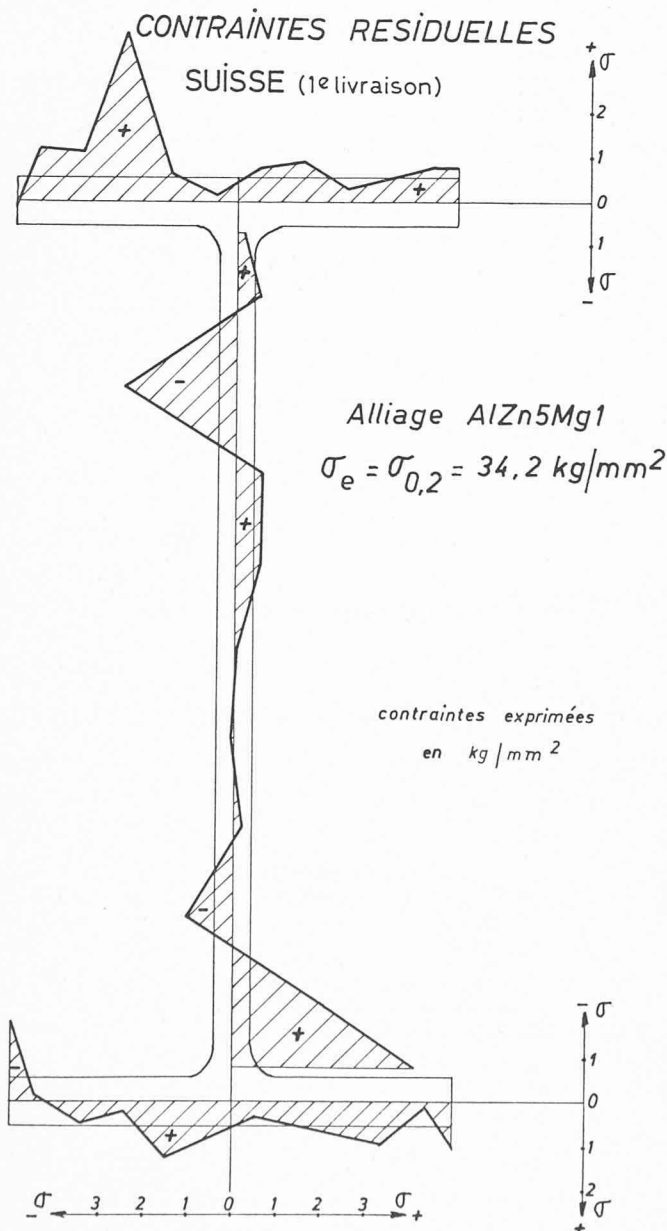 CONTRAINTES RESIDUELLES
SUISSE (1e livraison)
+ σ
2
1
0
1
- σ
+
+
+
-
Alliage AlZn5Mg1
σe = σ0,2 = 34,2 kg/mm²
+
contraintes exprimées
en kg/mm²
-
- σ
+
1
-
0
+
1
2
-σ 3 2 1 0 1 2 3 σ+
σ
+